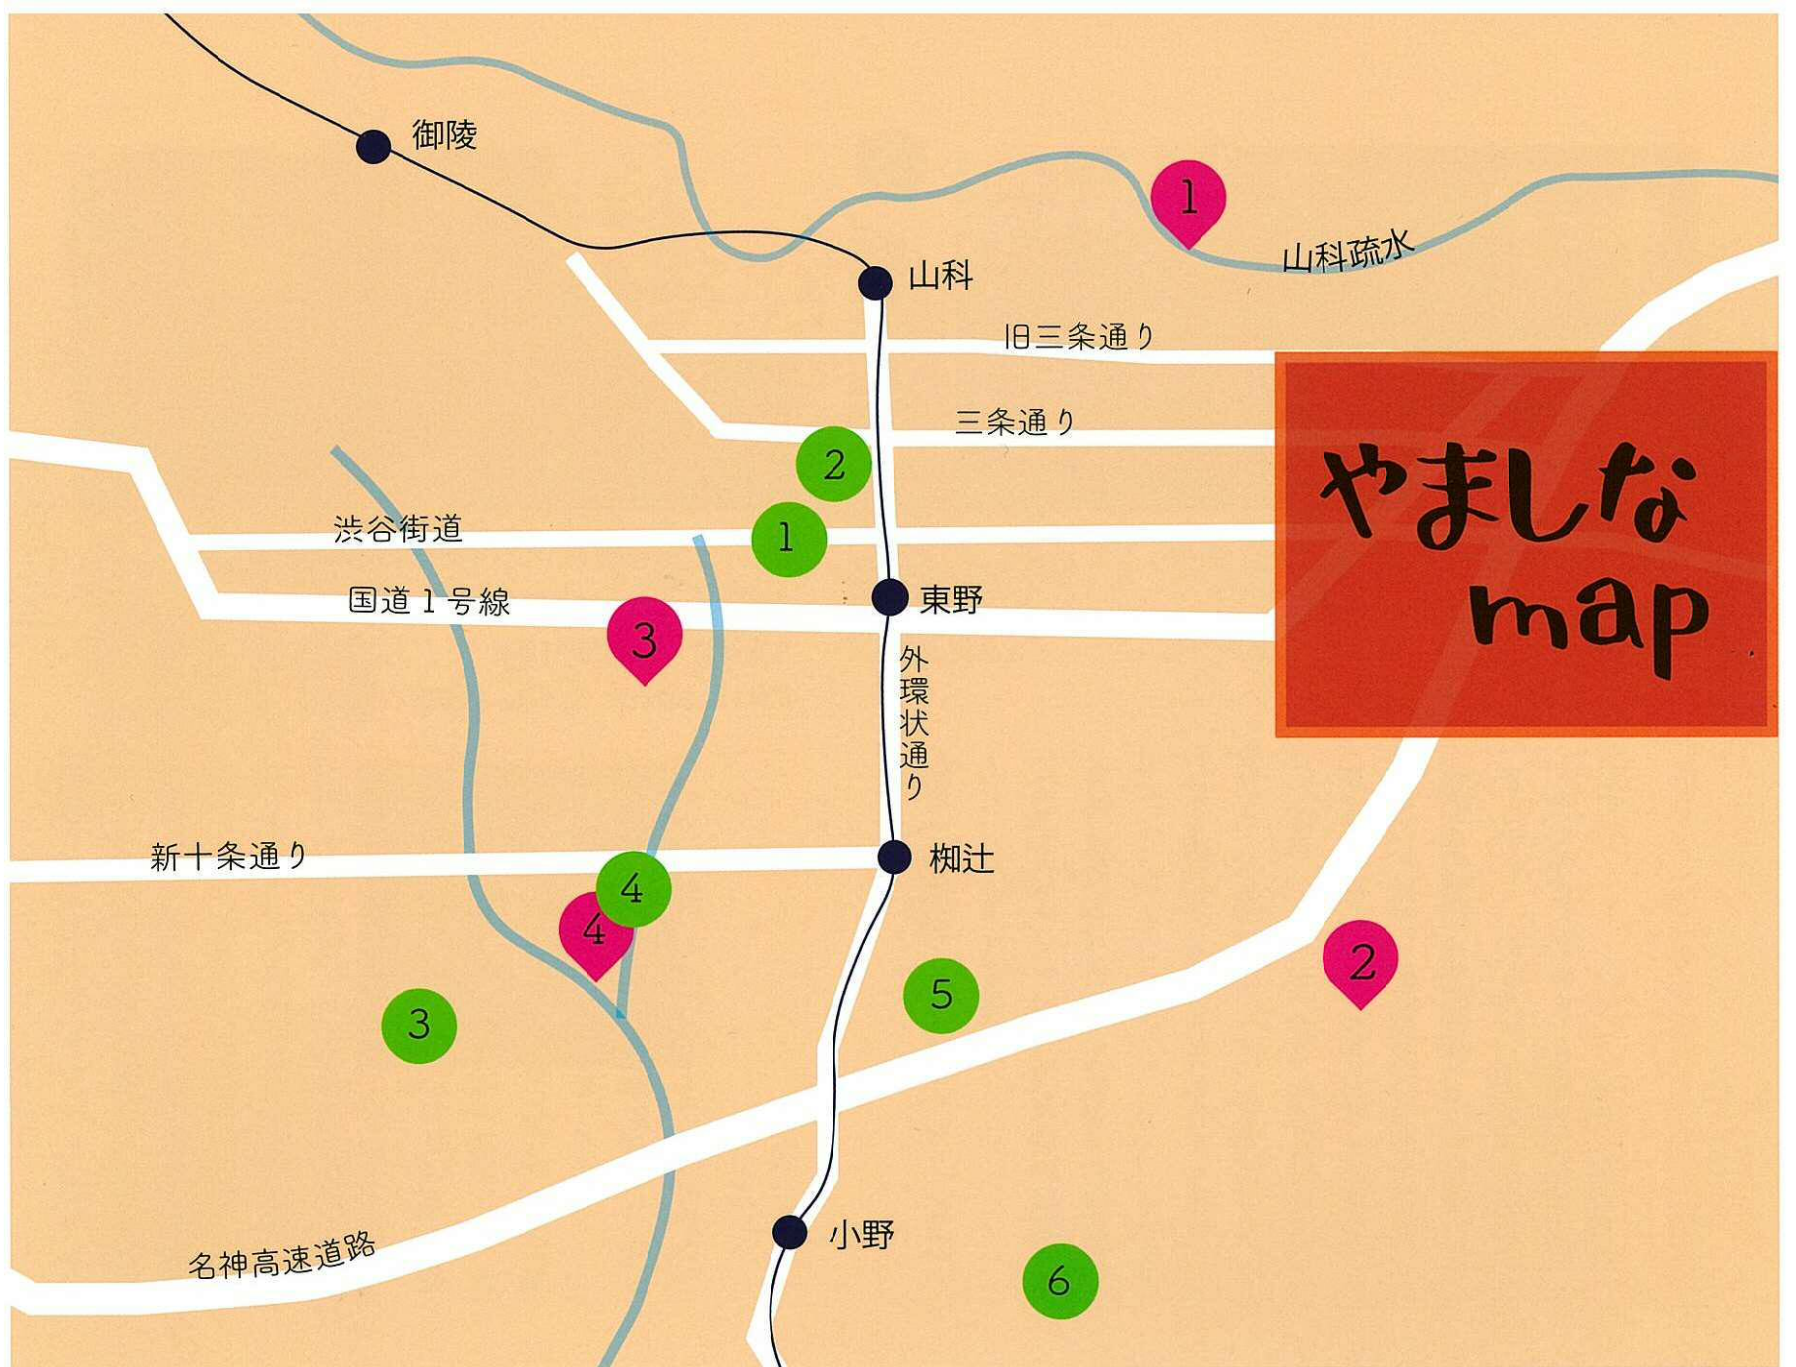 御陵
1
山科疏水
山科
旧三条通り
三条通り
2
やましな
map
渋谷街道
1
国道1号線
3
東野
外環状通り
新十条通り
椥辻
4
4
2
5
3
名神高速道路
小野
6